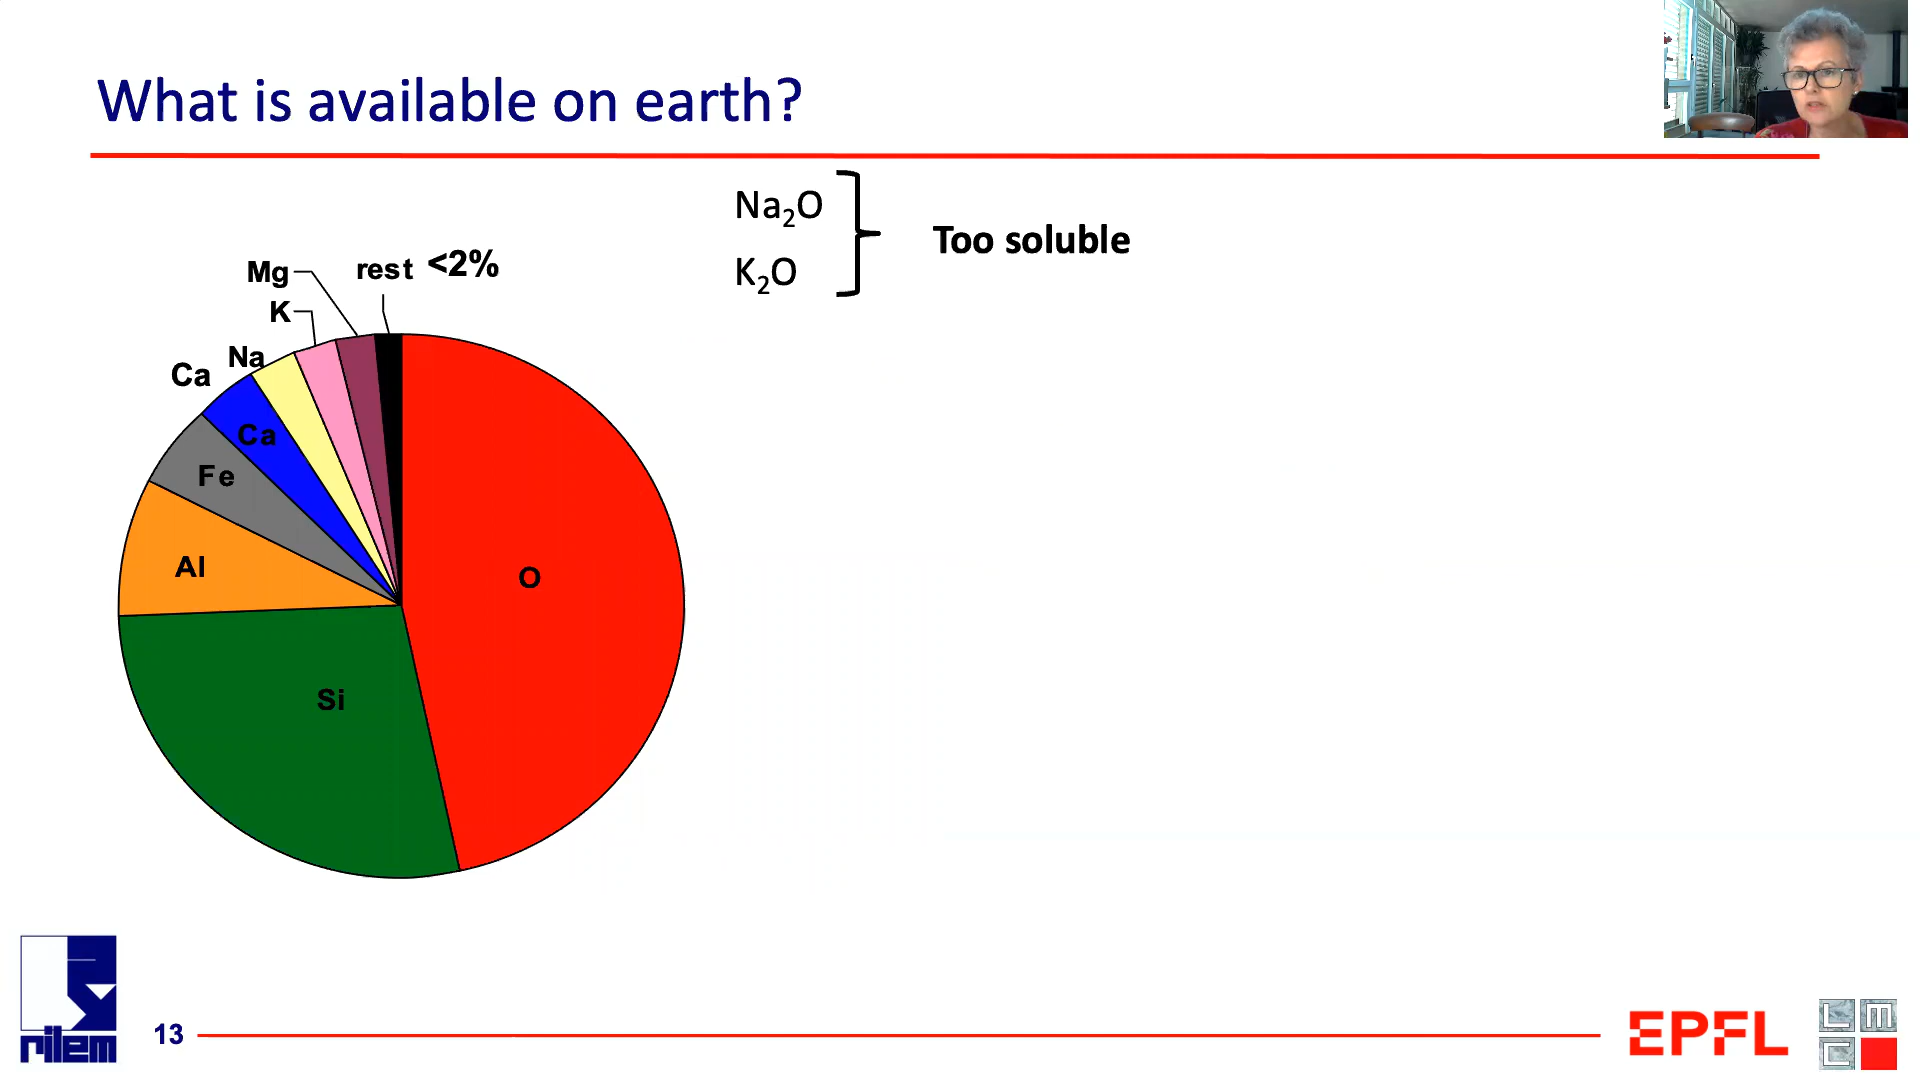 What is available on earth?
Na₂O
K₂O
Too soluble
Mg
rest <2%
K
Na
Ca
Ca
Fe
Al
O
Si
rilem
13
EPFL
L M
C